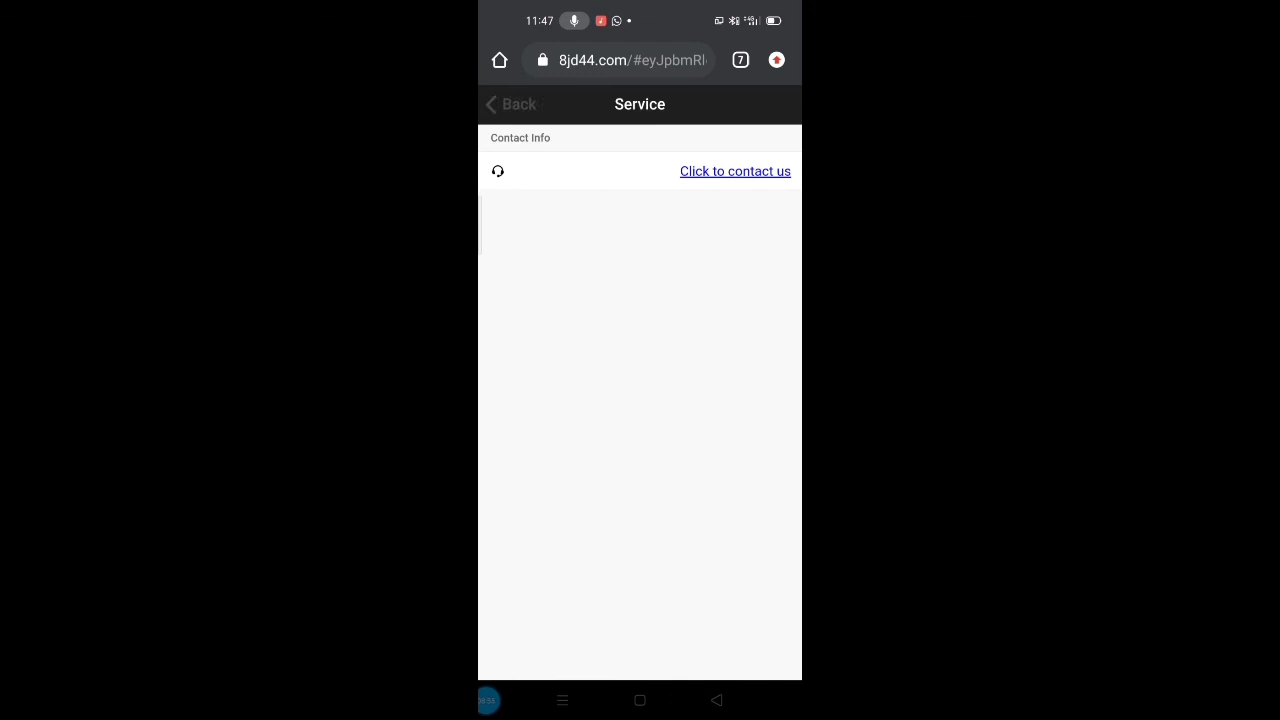 11:47
8jd44.com/#eyJpbmRl
7
Back
Service
Contact Info
Click to contact us